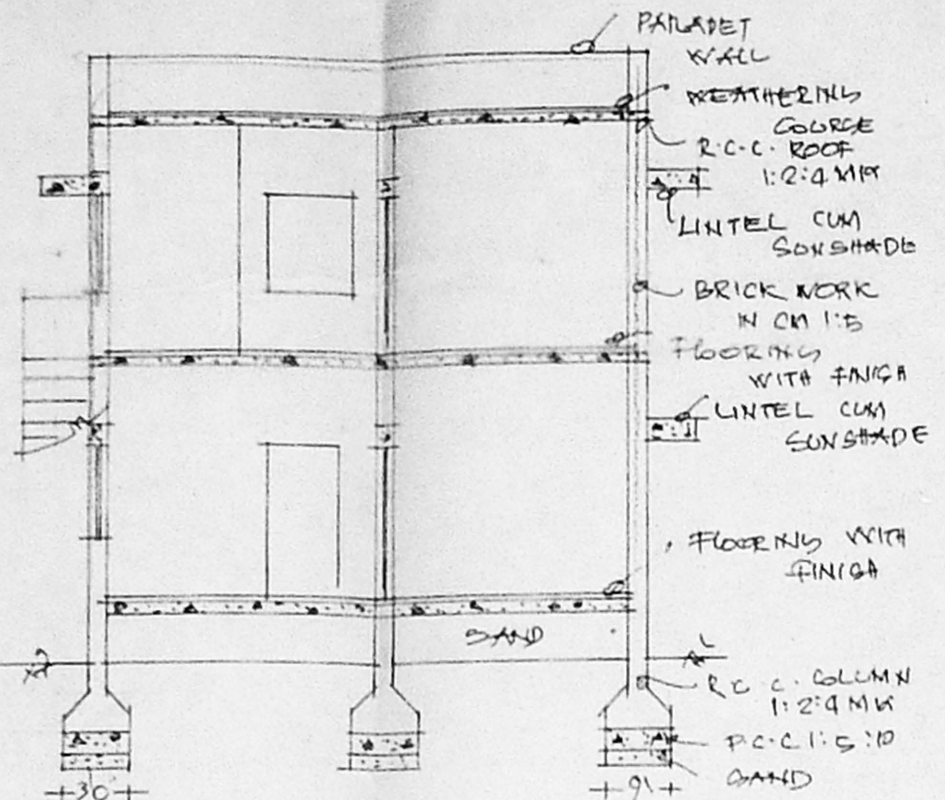 PARAPET
WALL
WEATHERING
COURSE
R.C.C. ROOF
1:2:4 MIX
LINTEL CUM
SUNSHADE
BRICK WORK
IN CM 1:5
FLOORING
WITH FINISH
LINTEL CUM
SUNSHADE
FLOORING WITH
FINISH
SAND
R.C.C. COLUMN
1:2:4 MIX
P.C.C 1:5:10
SAND
30
91